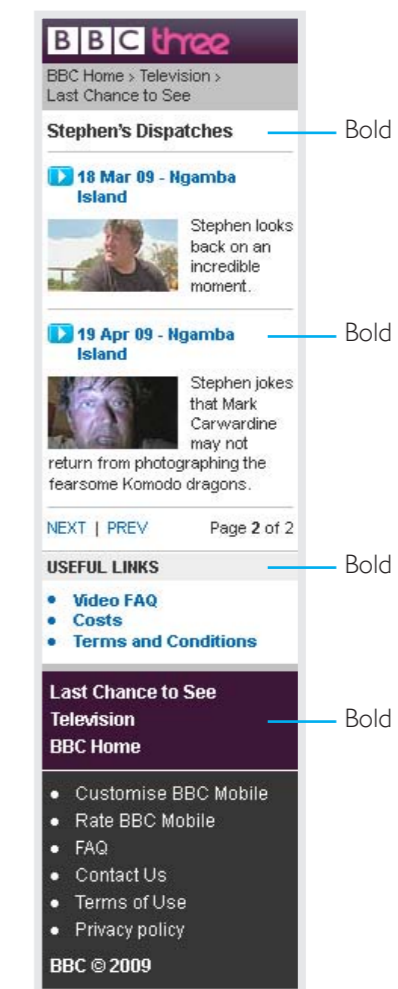 BBC three
BBC Home > Television >
Last Chance to See
Stephen's Dispatches
Bold
18 Mar 09 - Ngamba
Island
Stephen looks
back on an
incredible
moment.
19 Apr 09 - Ngamba
Bold
Island
Stephen jokes
that Mark
Carwardine
may not
return from photographing the
fearsome Komodo dragons.
NEXT | PREV Page 2 of 2
USEFUL LINKS
Bold
• Video FAQ
• Costs
• Terms and Conditions
Last Chance to See
Television
Bold
BBC Home
• Customise BBC Mobile
• Rate BBC Mobile
• FAQ
• Contact Us
• Terms of Use
• Privacy policy
BBC © 2009